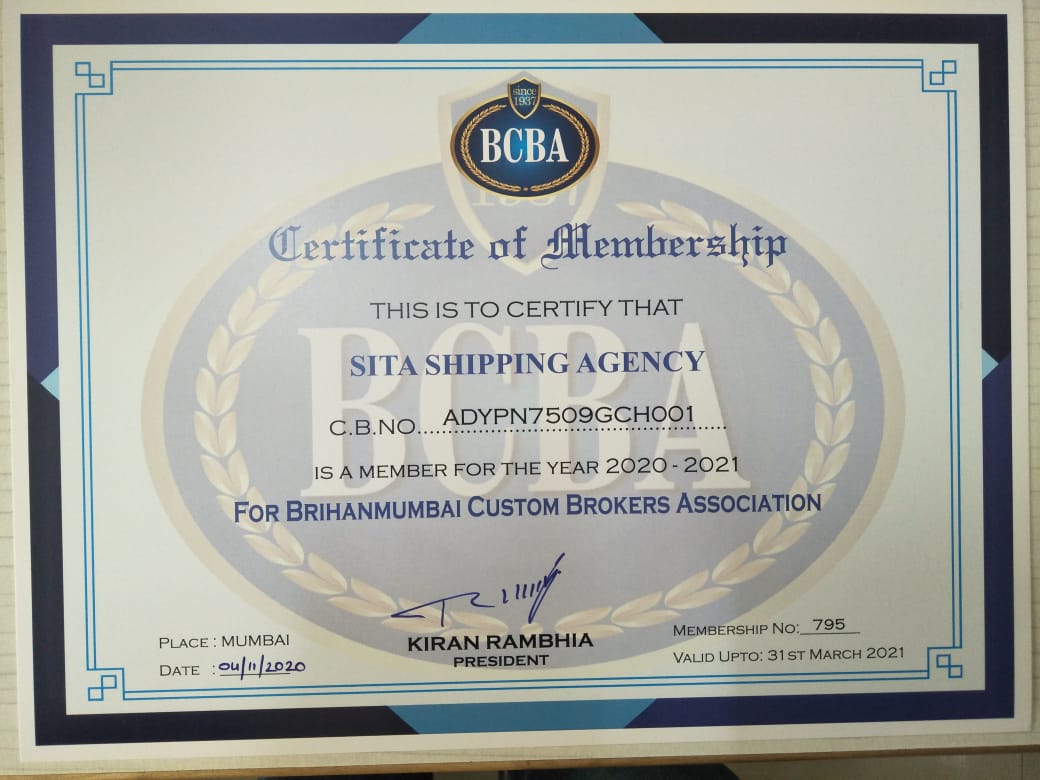 since
1937
BCBA
Certificate of Membership
THIS IS TO CERTIFY THAT
SITA SHIPPING AGENCY
C.B.NO....ADYPN7509GCH001....
IS A MEMBER FOR THE YEAR 2020 - 2021
FOR BRIHANMUMBAI CUSTOM BROKERS ASSOCIATION
KIRAN RAMBHIA
PRESIDENT
PLACE : MUMBAI
DATE : 04/11/2020
MEMBERSHIP NO: 795
VALID UPTO: 31ST MARCH 2021
1937
BCBA